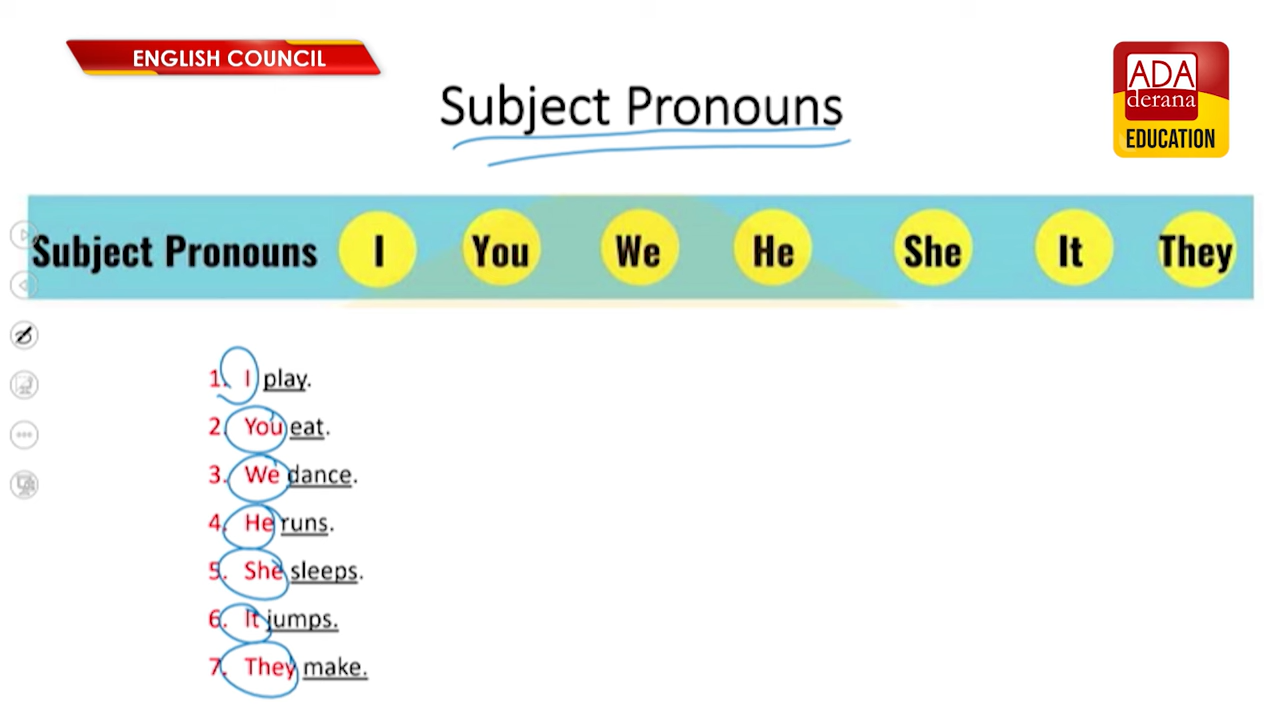 ENGLISH COUNCIL
ADA
derana
EDUCATION
Subject Pronouns
Subject Pronouns I You We He She It They
1. I play.
2. You eat.
3. We dance.
4. He runs.
5. She sleeps.
6. It jumps.
7. They make.